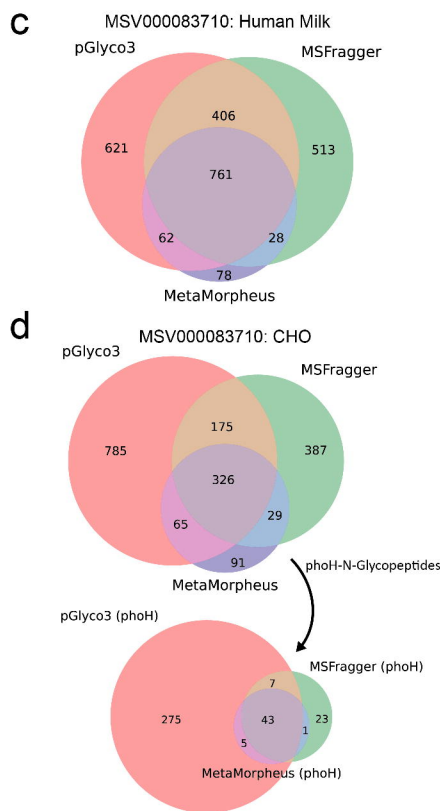 c
MSV000083710: Human Milk
pGlyco3
MSFragger
406
621
513
761
62
28
78
MetaMorpheus
d
MSV000083710: CHO
pGlyco3
MSFragger
175
785
387
326
65
29
91
phoH-N-Glycopeptides
MetaMorpheus
pGlyco3 (phoH)
MSFragger (phoH)
7
275
43
23
1
5
MetaMorpheus (phoH)